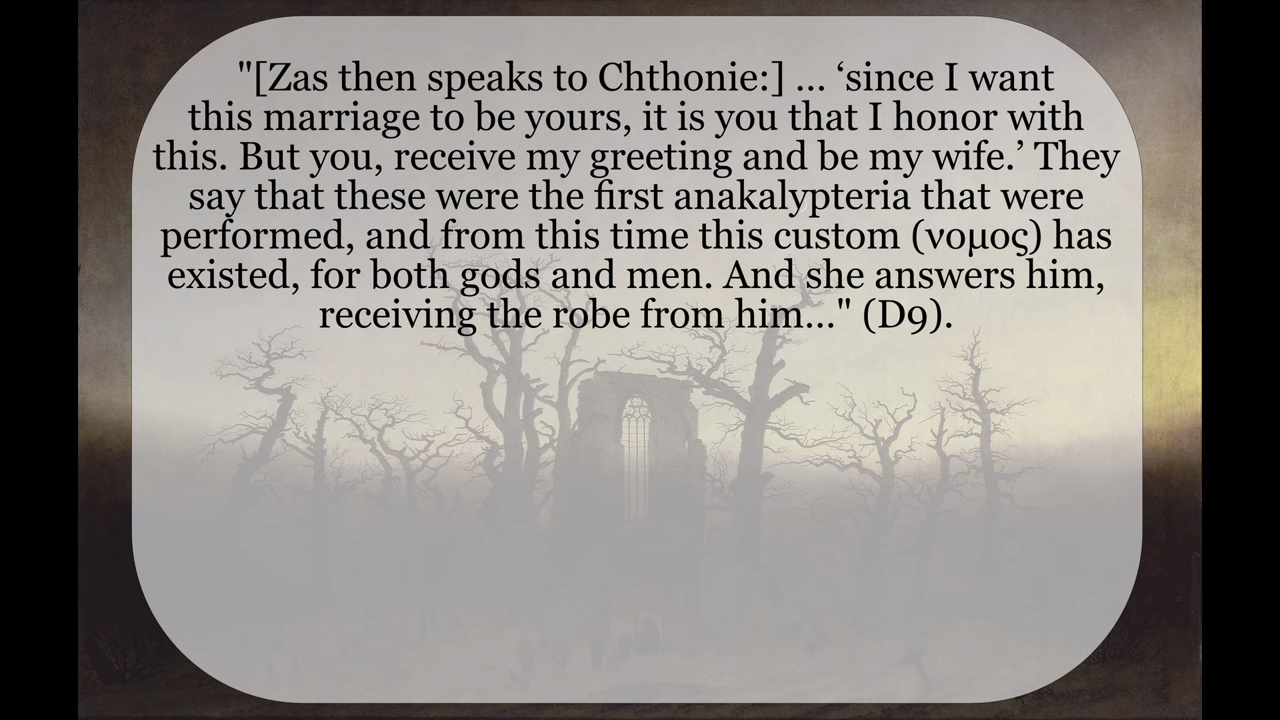 "[Zas then speaks to Chthonie:] ... ‘since I want
this marriage to be yours, it is you that I honor with
this. But you, receive my greeting and be my wife.’ They
say that these were the first anakalypteria that were
performed, and from this time this custom (νομος) has
existed, for both gods and men. And she answers him,
receiving the robe from him..." (D9).